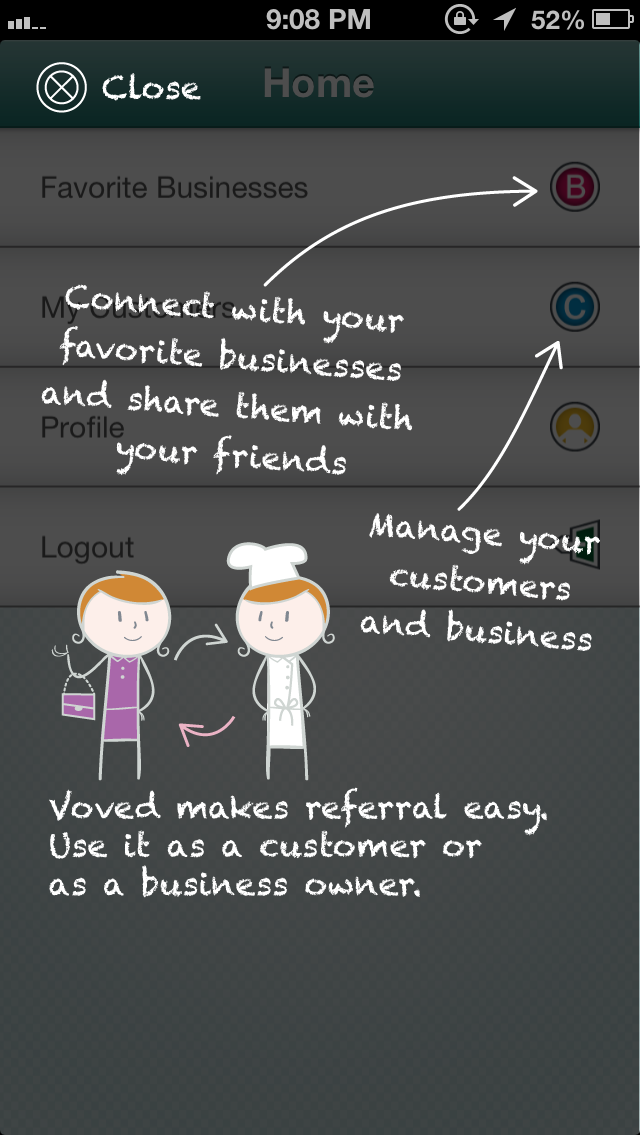 9:08 PM
52%
Close
Home
Favorite Businesses
B
My Customers
C
Connect with your
favorite businesses
and share them with
your friends
Profile
Logout
Manage your
customers
and business
Voved makes referral easy.
Use it as a customer or
as a business owner.